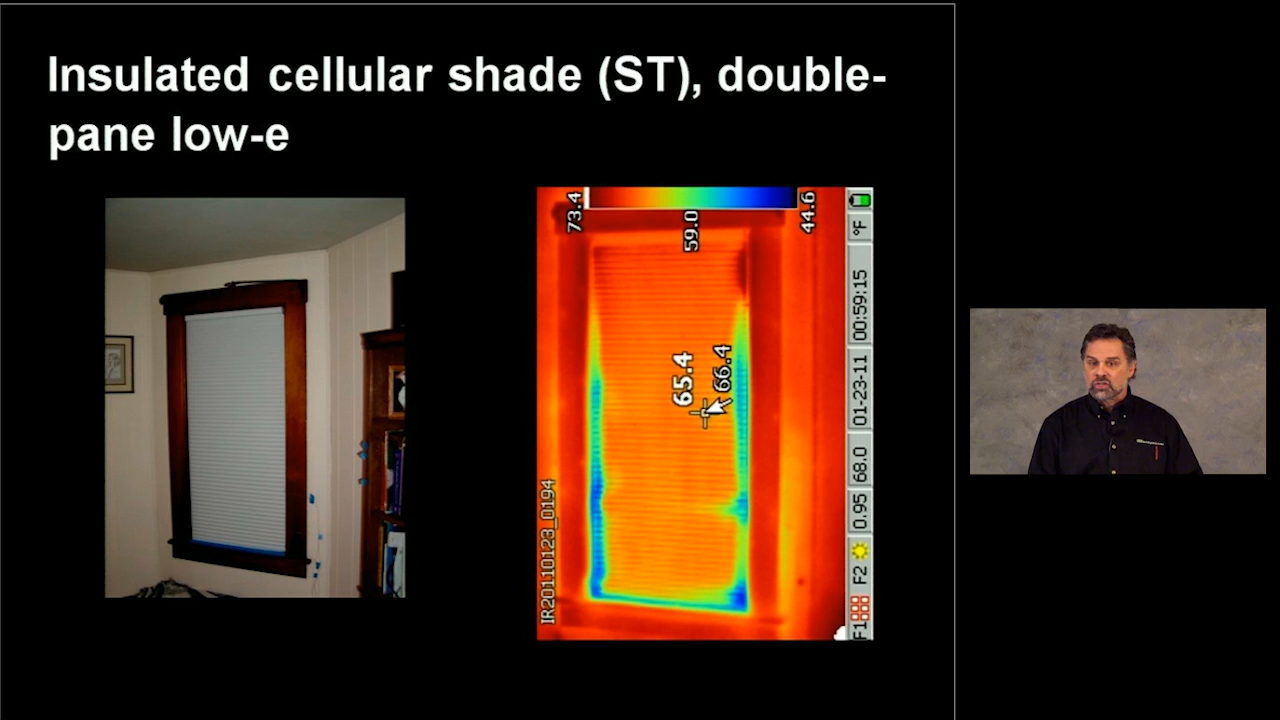 Insulated cellular shade (ST), double-
pane low-e
73.4
59.0
44.6
65.4
66.4
IR20110123_0194
°F
00:59:15
01-23-11
68.0
0.95
F2
F1